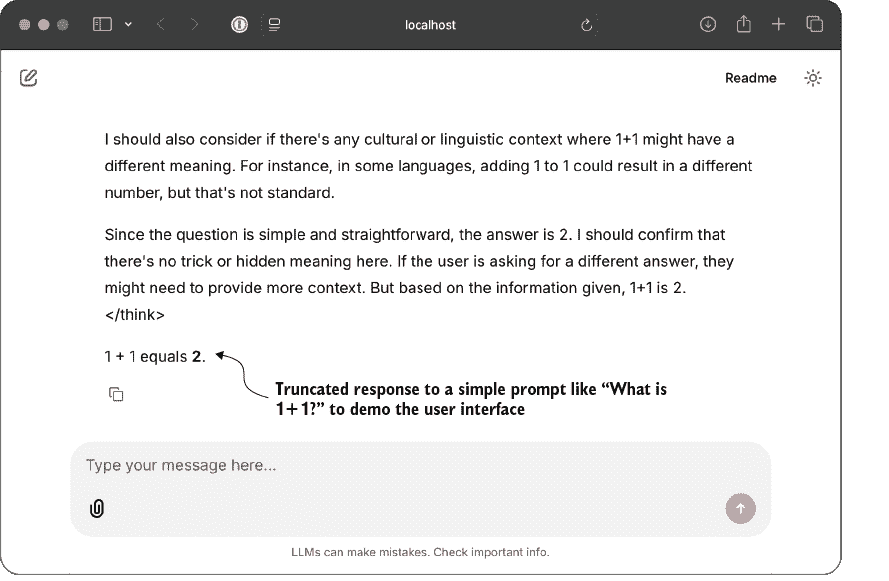 localhost
Readme
I should also consider if there's any cultural or linguistic context where 1+1 might have a
different meaning. For instance, in some languages, adding 1 to 1 could result in a different
number, but that's not standard.
Since the question is simple and straightforward, the answer is 2. I should confirm that
there's no trick or hidden meaning here. If the user is asking for a different answer, they
might need to provide more context. But based on the information given, 1+1 is 2.
</think>
1 + 1 equals 2.
Truncated response to a simple prompt like “What is
1+1?” to demo the user interface
Type your message here...
LLMs can make mistakes. Check important info.